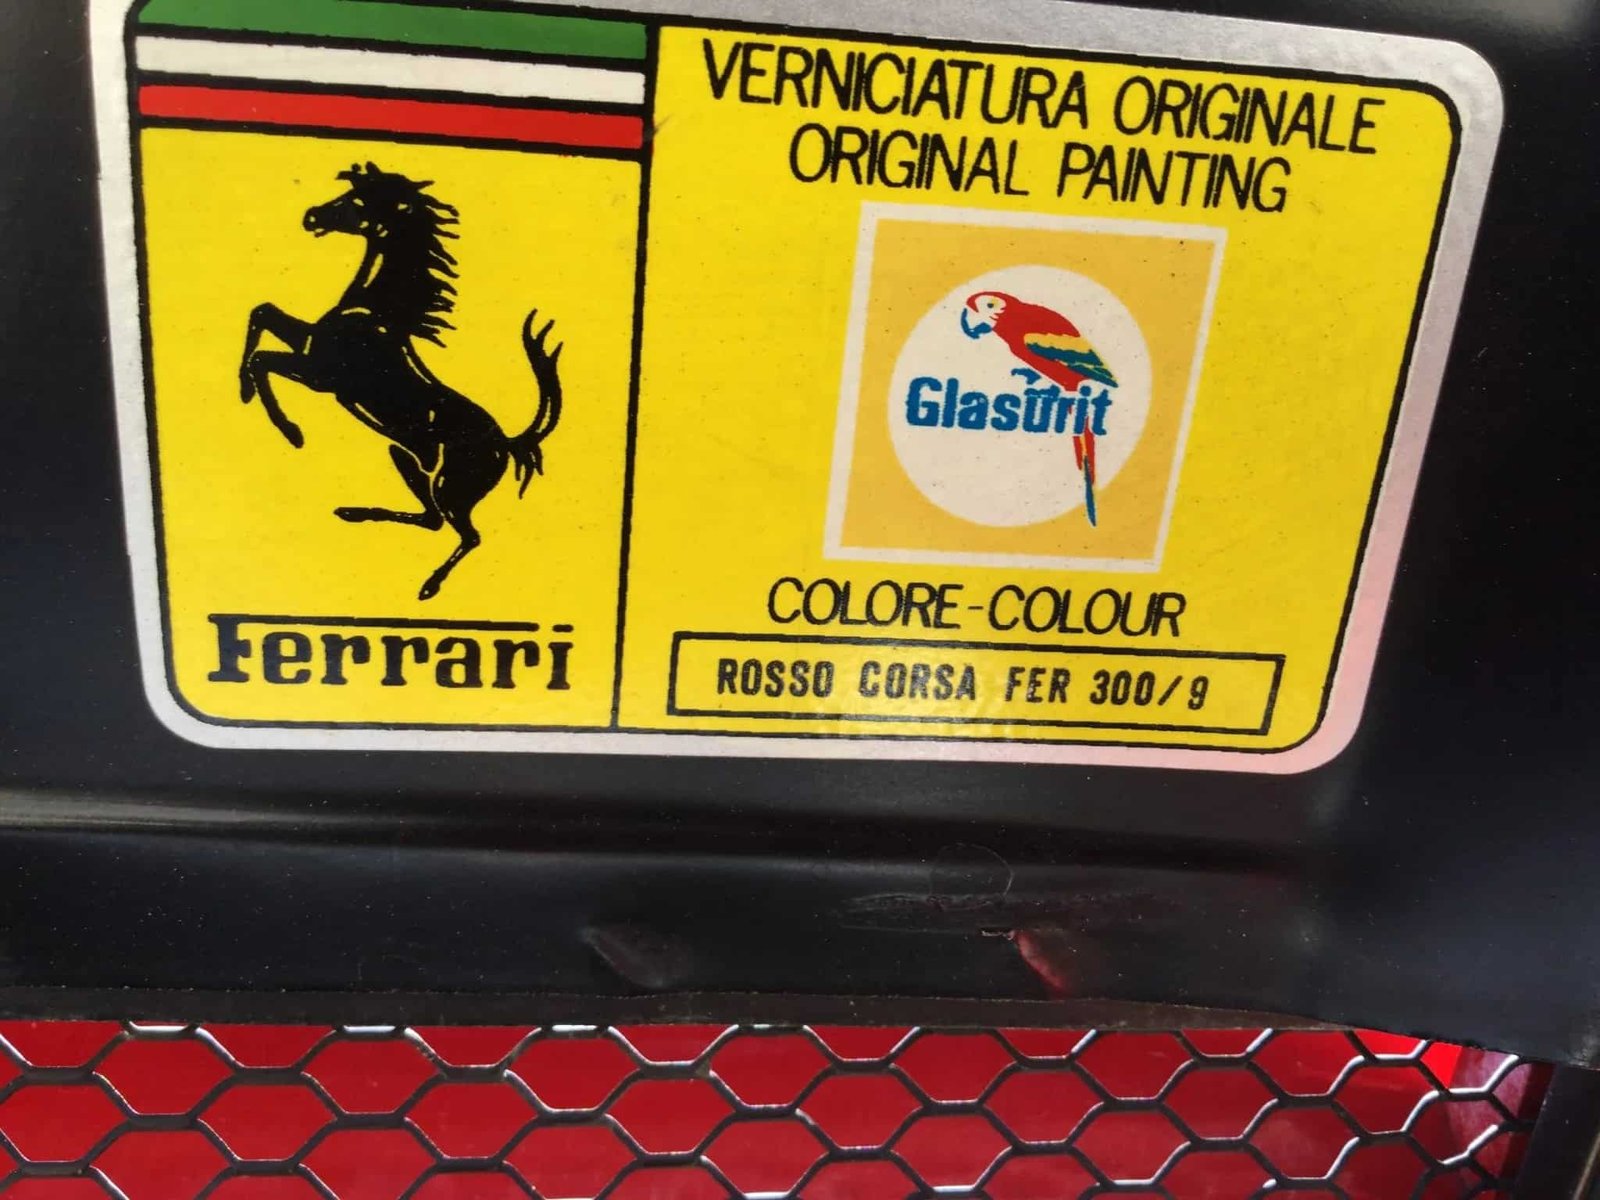 VERNICIATURA ORIGINALE
ORIGINAL PAINTING
Glasurit
COLORE-COLOUR
ROSSO CORSA FER 300/9
Ferrari